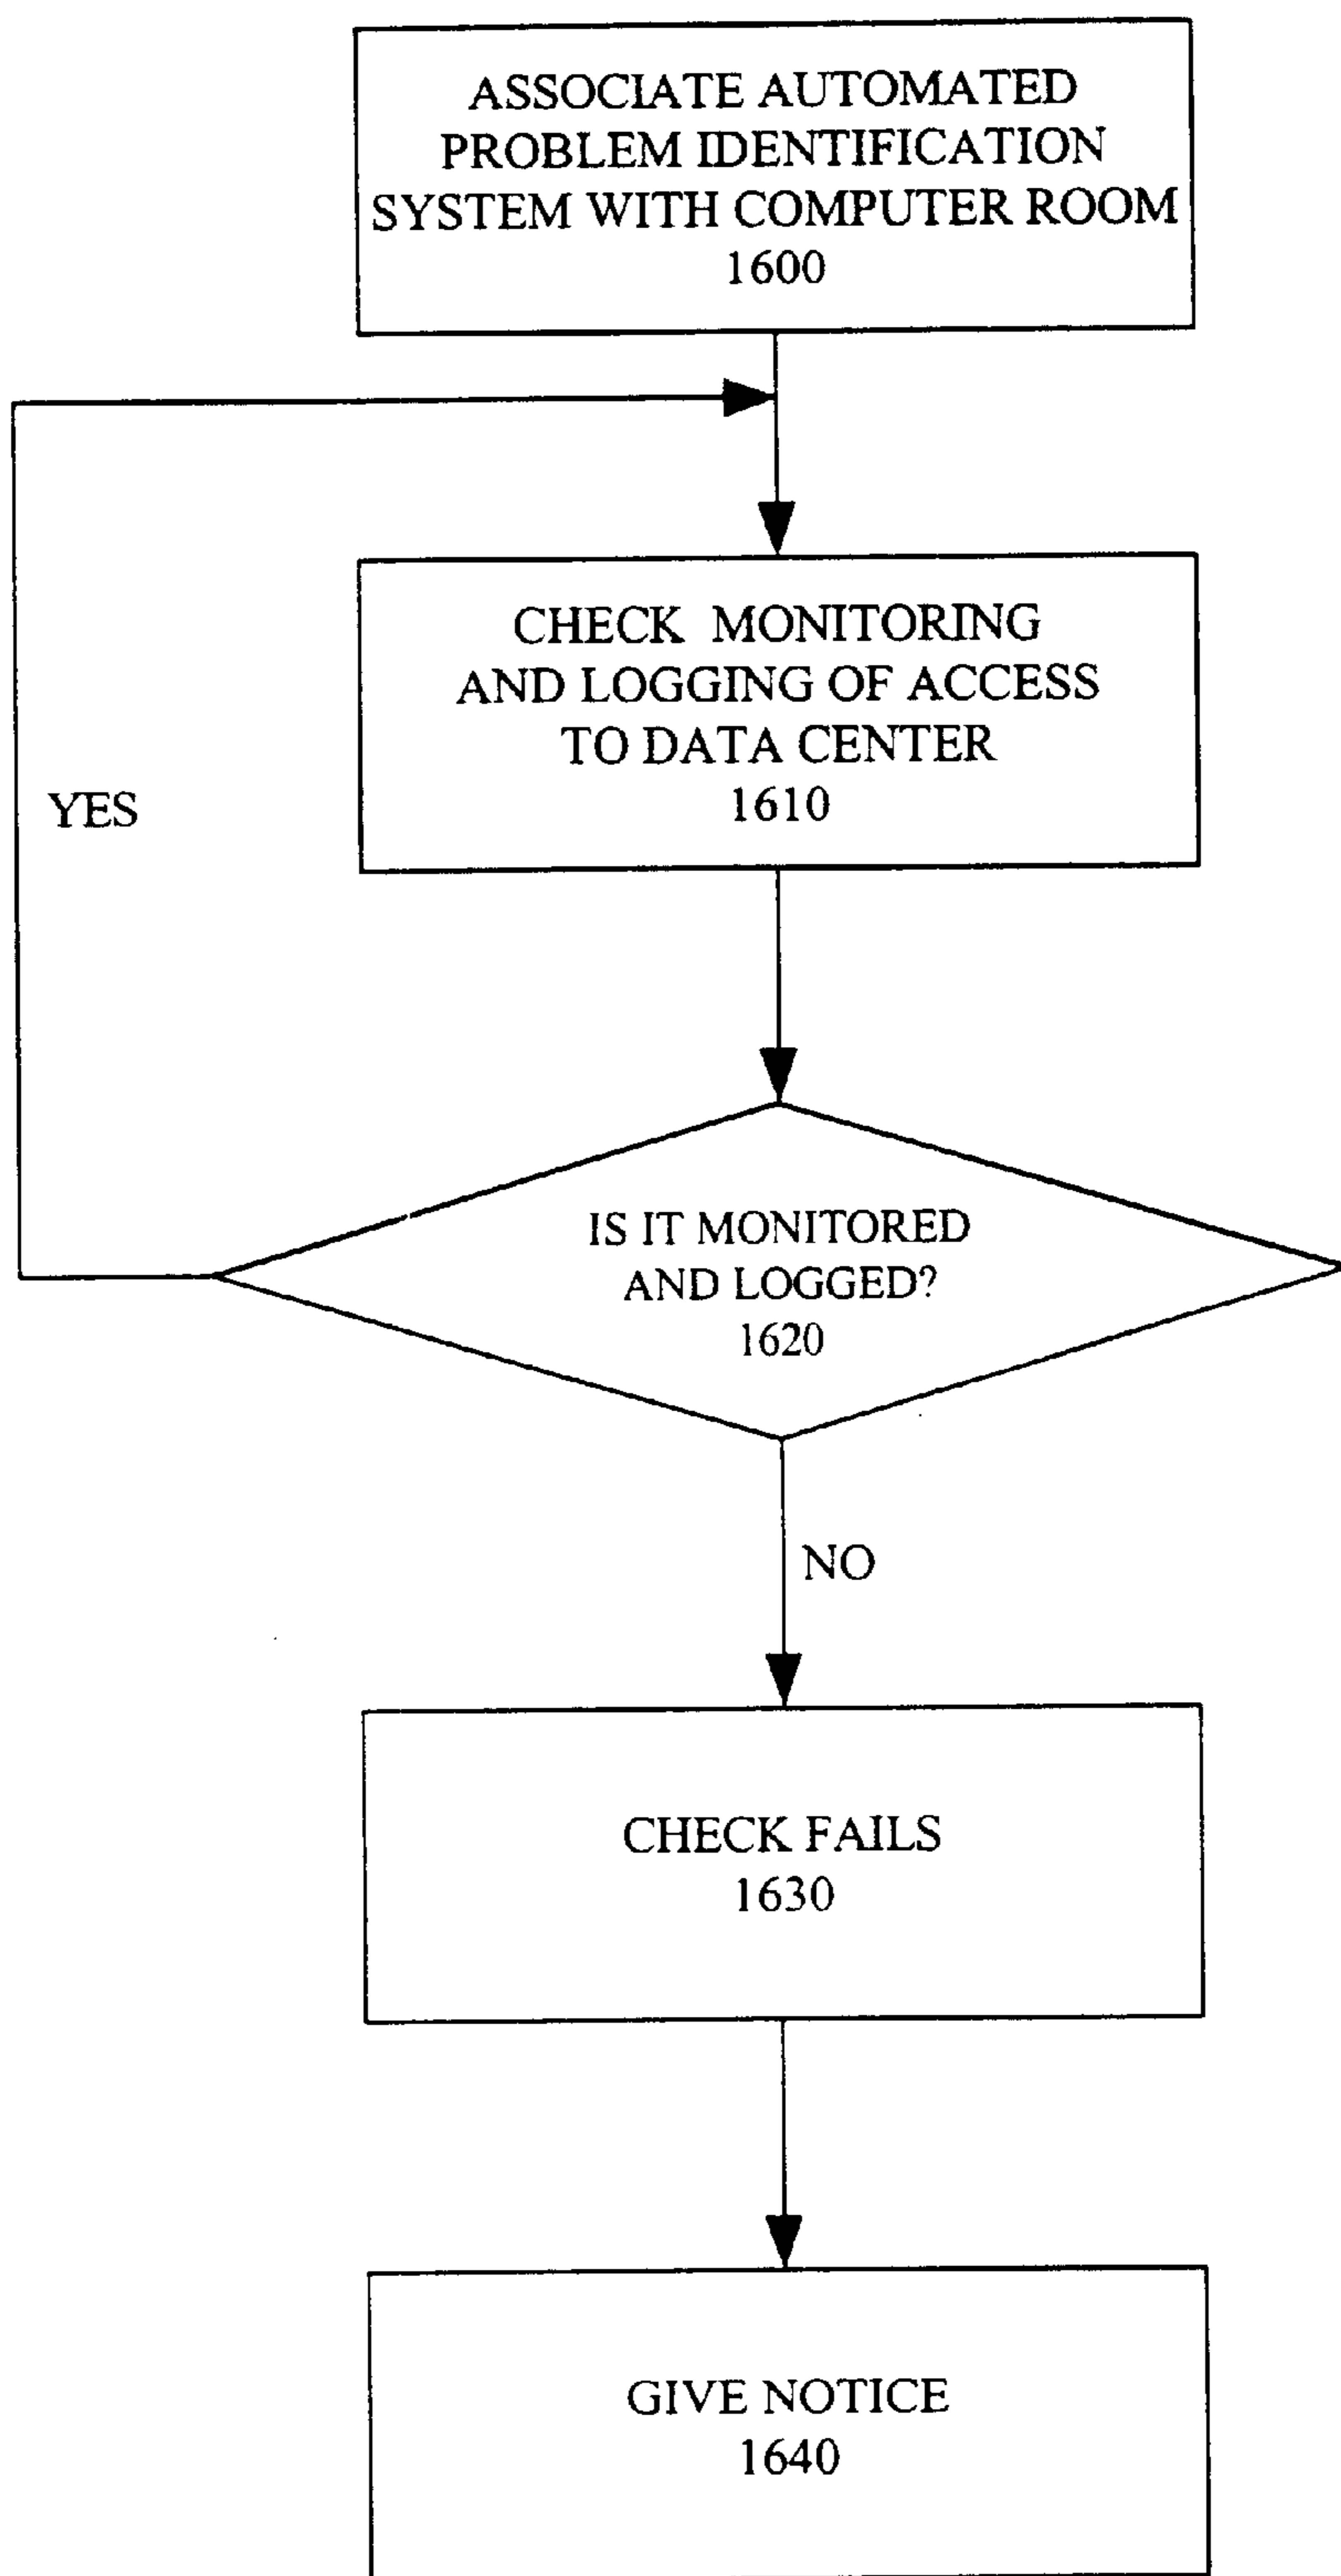 ASSOCIATE AUTOMATED
PROBLEM IDENTIFICATION
SYSTEM WITH COMPUTER ROOM
1600
CHECK MONITORING
AND LOGGING OF ACCESS
TO DATA CENTER
1610
YES
IS IT MONITORED
AND LOGGED?
1620
NO
CHECK FAILS
1630
GIVE NOTICE
1640